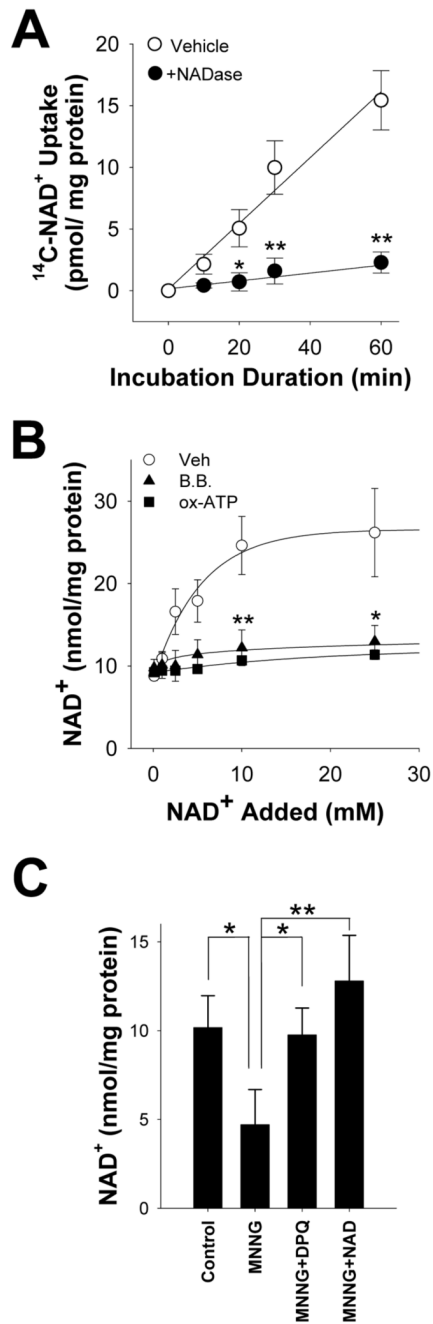 A
Vehicle
+NADase
¹⁴C-NAD⁺ Uptake
(pmol/ mg protein)
15
10
5
0
*
**
**
0
20
40
60
Incubation Duration (min)
B
Veh
B.B.
ox-ATP
NAD⁺ (nmol/mg protein)
30
20
10
0
**
*
0
10
20
30
NAD⁺ Added (mM)
C
NAD⁺ (nmol/mg protein)
15
10
5
0
**
*
*
Control
MNNG
MNNG+DPQ
MNNG+NAD